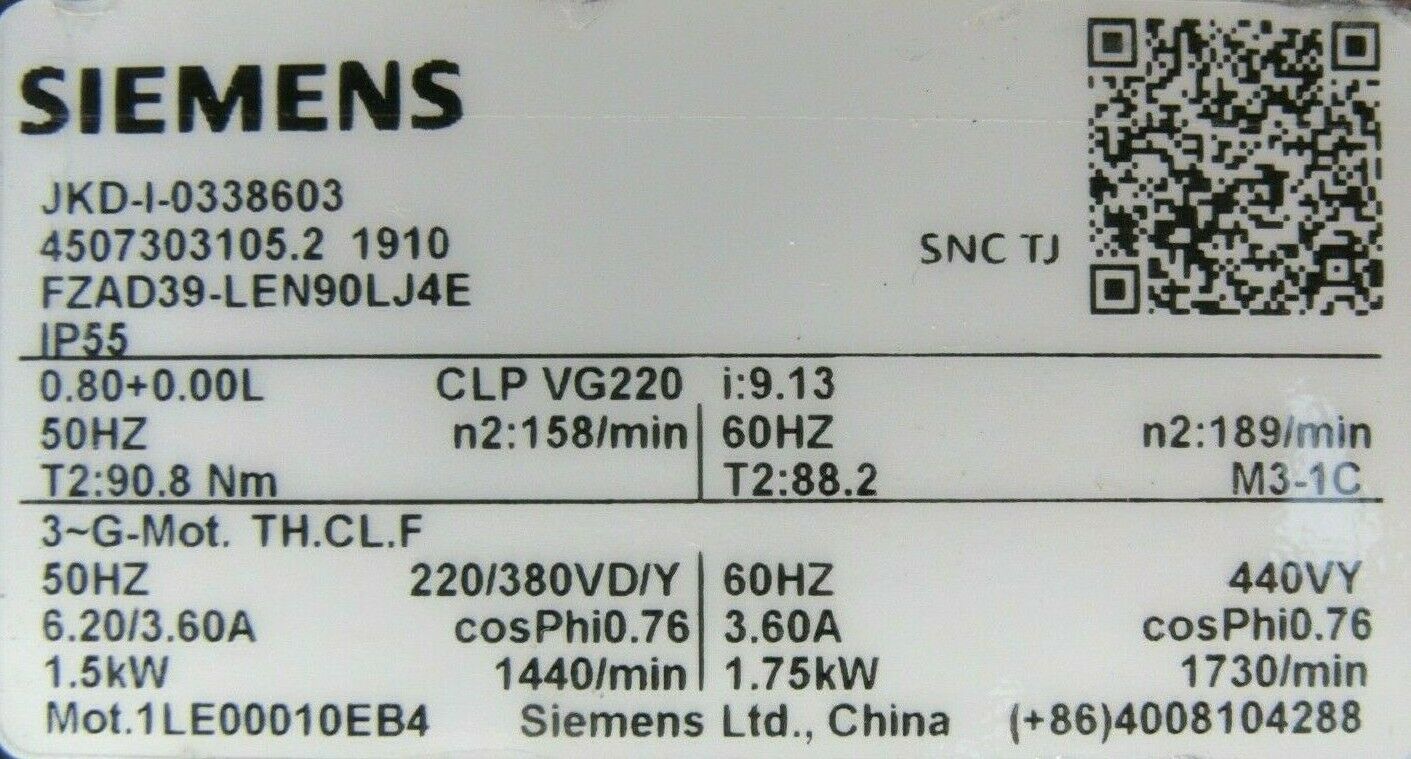 SIEMENS
JKD-I-0338603
4507303105.2 1910
SNC TJ
FZAD39-LEN90LJ4E
IP55
0.80+0.00L CLP VG220 i:9.13
50HZ n2:158/min 60HZ n2:189/min
T2:90.8 Nm T2:88.2 M3-1C
3~G-Mot. TH.CL.F
50HZ 220/380VD/Y 60HZ 440VY
6.20/3.60A cosPhi0.76 3.60A cosPhi0.76
1.5kW 1440/min 1.75kW 1730/min
Mot.1LE00010EB4 Siemens Ltd., China (+86)4008104288